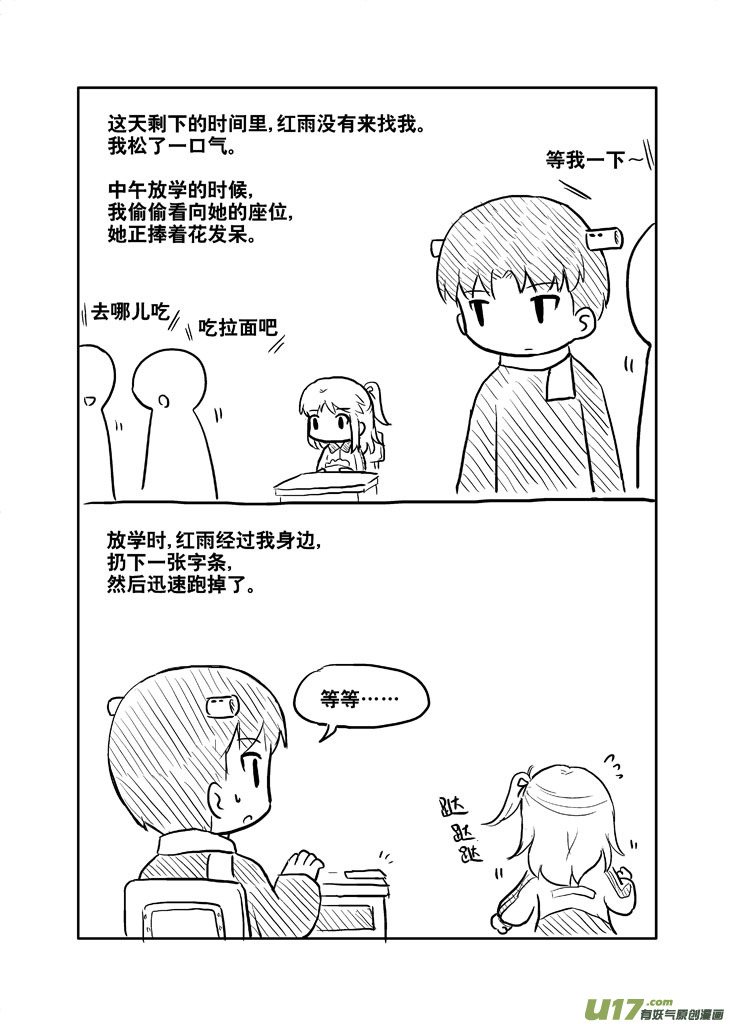 这天剩下的时间里,红雨没有来找我。
我松了一口气。
中午放学的时候,
我偷偷看向她的座位,
她正捧着花发呆。
等我一下～
去哪儿吃
吃拉面吧
放学时,红雨经过我身边,
扔下一张字条,
然后迅速跑掉了。
等等……
跶
跶
跶
U17.com
有妖气原创漫画